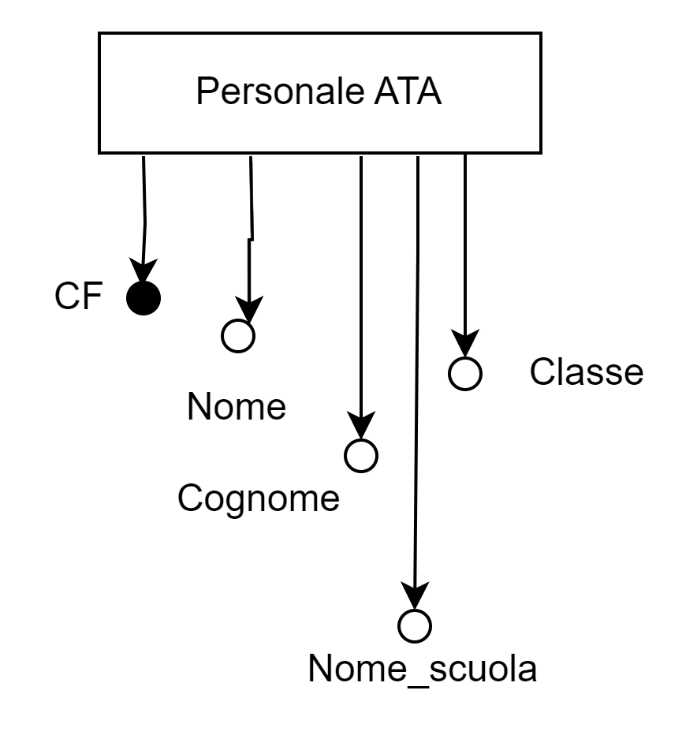 Personale ATA
CF
Nome
Classe
Cognome
Nome_scuola